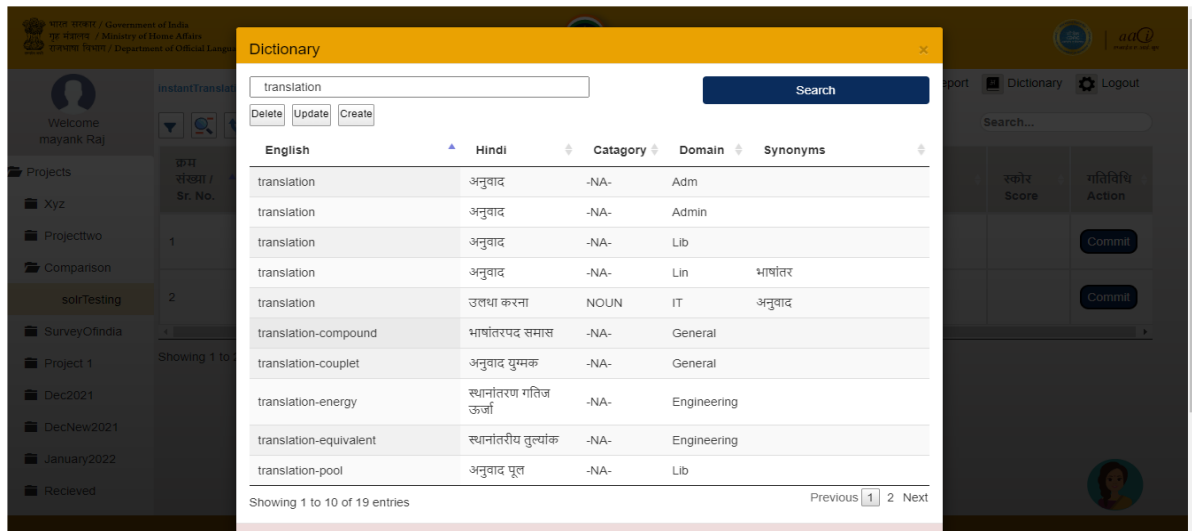 भारत सरकार / Government of India
गृह मंत्रालय / Ministry of Home Affairs
राजभाषा विभाग / Department of Official Langu
Dictionary
×
translation
Search
Delete Update Create
English Hindi Catagory Domain Synonyms
translation अनुवाद -NA- Adm
translation अनुवाद -NA- Admin
translation अनुवाद -NA- Lib
translation अनुवाद -NA- Lin भाषांतर
translation उलथा करना NOUN IT अनुवाद
translation-compound भाषांतरपद समास -NA- General
translation-couplet अनुवाद युग्मक -NA- General
translation-energy स्थानांतरण गतिज ऊर्जा -NA- Engineering
translation-equivalent स्थानांतरीय तुल्यांक -NA- Engineering
translation-pool अनुवाद पूल -NA- Lib
Showing 1 to 10 of 19 entries
Previous 1 2 Next
Welcome
mayank Raj
Projects
Xyz
Projecttwo
Comparison
solrTesting
SurveyOfindia
Project 1
Dec2021
DecNew2021
January2022
Recieved
instantTranslat
port Dictionary Logout
Search...
क्रम
संख्या /
Sr. No.
स्कोर
Score
गतिविधि
Action
1 Commit
2 Commit
Showing 1 to 2